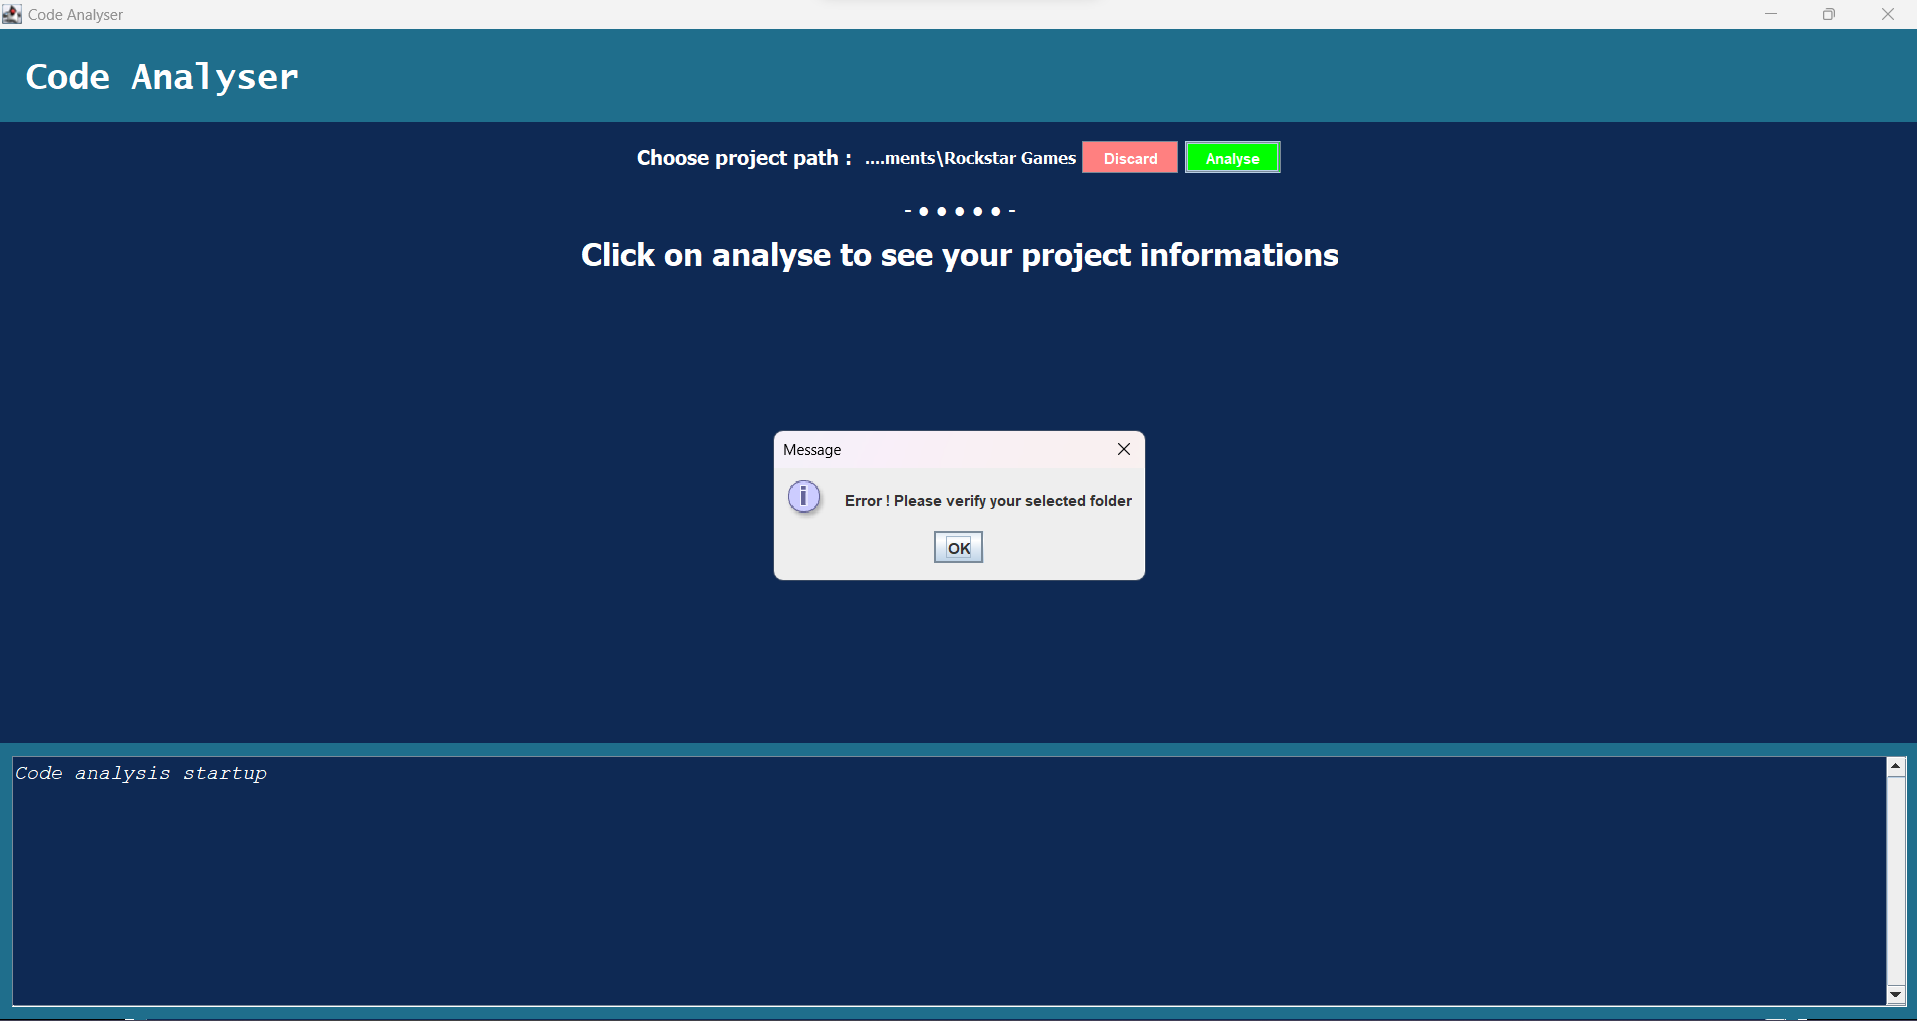 Code Analyser
Code Analyser
Choose project path : ....ments\Rockstar Games Discard Analyse
- ● ● ● ● ● -
Click on analyse to see your project informations
Message
Error ! Please verify your selected folder
OK
Code analysis startup